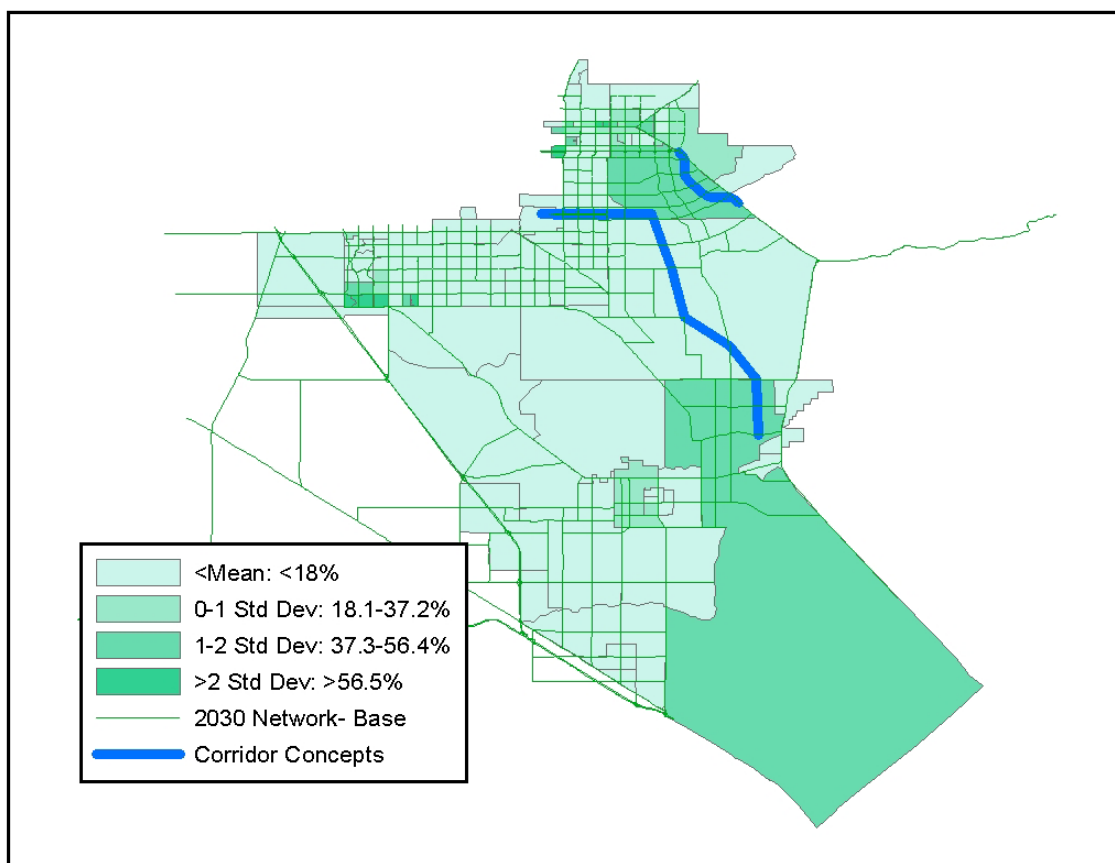 <Mean: <18%
0-1 Std Dev: 18.1-37.2%
1-2 Std Dev: 37.3-56.4%
>2 Std Dev: >56.5%
2030 Network- Base
Corridor Concepts